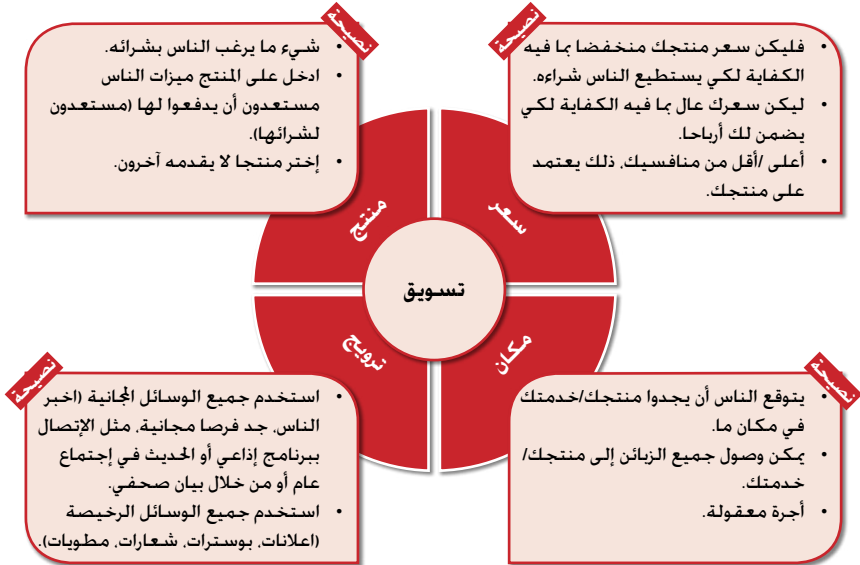 نصيحة
• فليكن سعر منتجك منخفضا بما فيه
الكفاية لكي يستطيع الناس شراءه.
• ليكن سعرك عال بما فيه الكفاية لكي
يضمن لك أرباحا.
• أعلى /أقل من منافسيك، ذلك يعتمد
على منتجك.
نصيحة
• شيء ما يرغب الناس بشرائه.
• ادخل على المنتج ميزات الناس
مستعدون أن يدفعوا لها (مستعدون
لشرائها).
• إختر منتجا لا يقدمه آخرون.
سعر
منتج
تسويق
مكان
ترويج
نصيحة
• يتوقع الناس أن يجدوا منتجك/خدمتك
في مكان ما.
• يمكن وصول جميع الزبائن إلى منتجك/
خدمتك.
• أجرة معقولة.
نصيحة
• استخدم جميع الوسائل المجانية (اخبر
الناس، جد فرصا مجانية، مثل الإتصال
ببرنامج إذاعي أو الحديث في إجتماع
عام أو من خلال بيان صحفي.
• استخدم جميع الوسائل الرخيصة
(اعلانات، بوسترات، شعارات، مطويات).